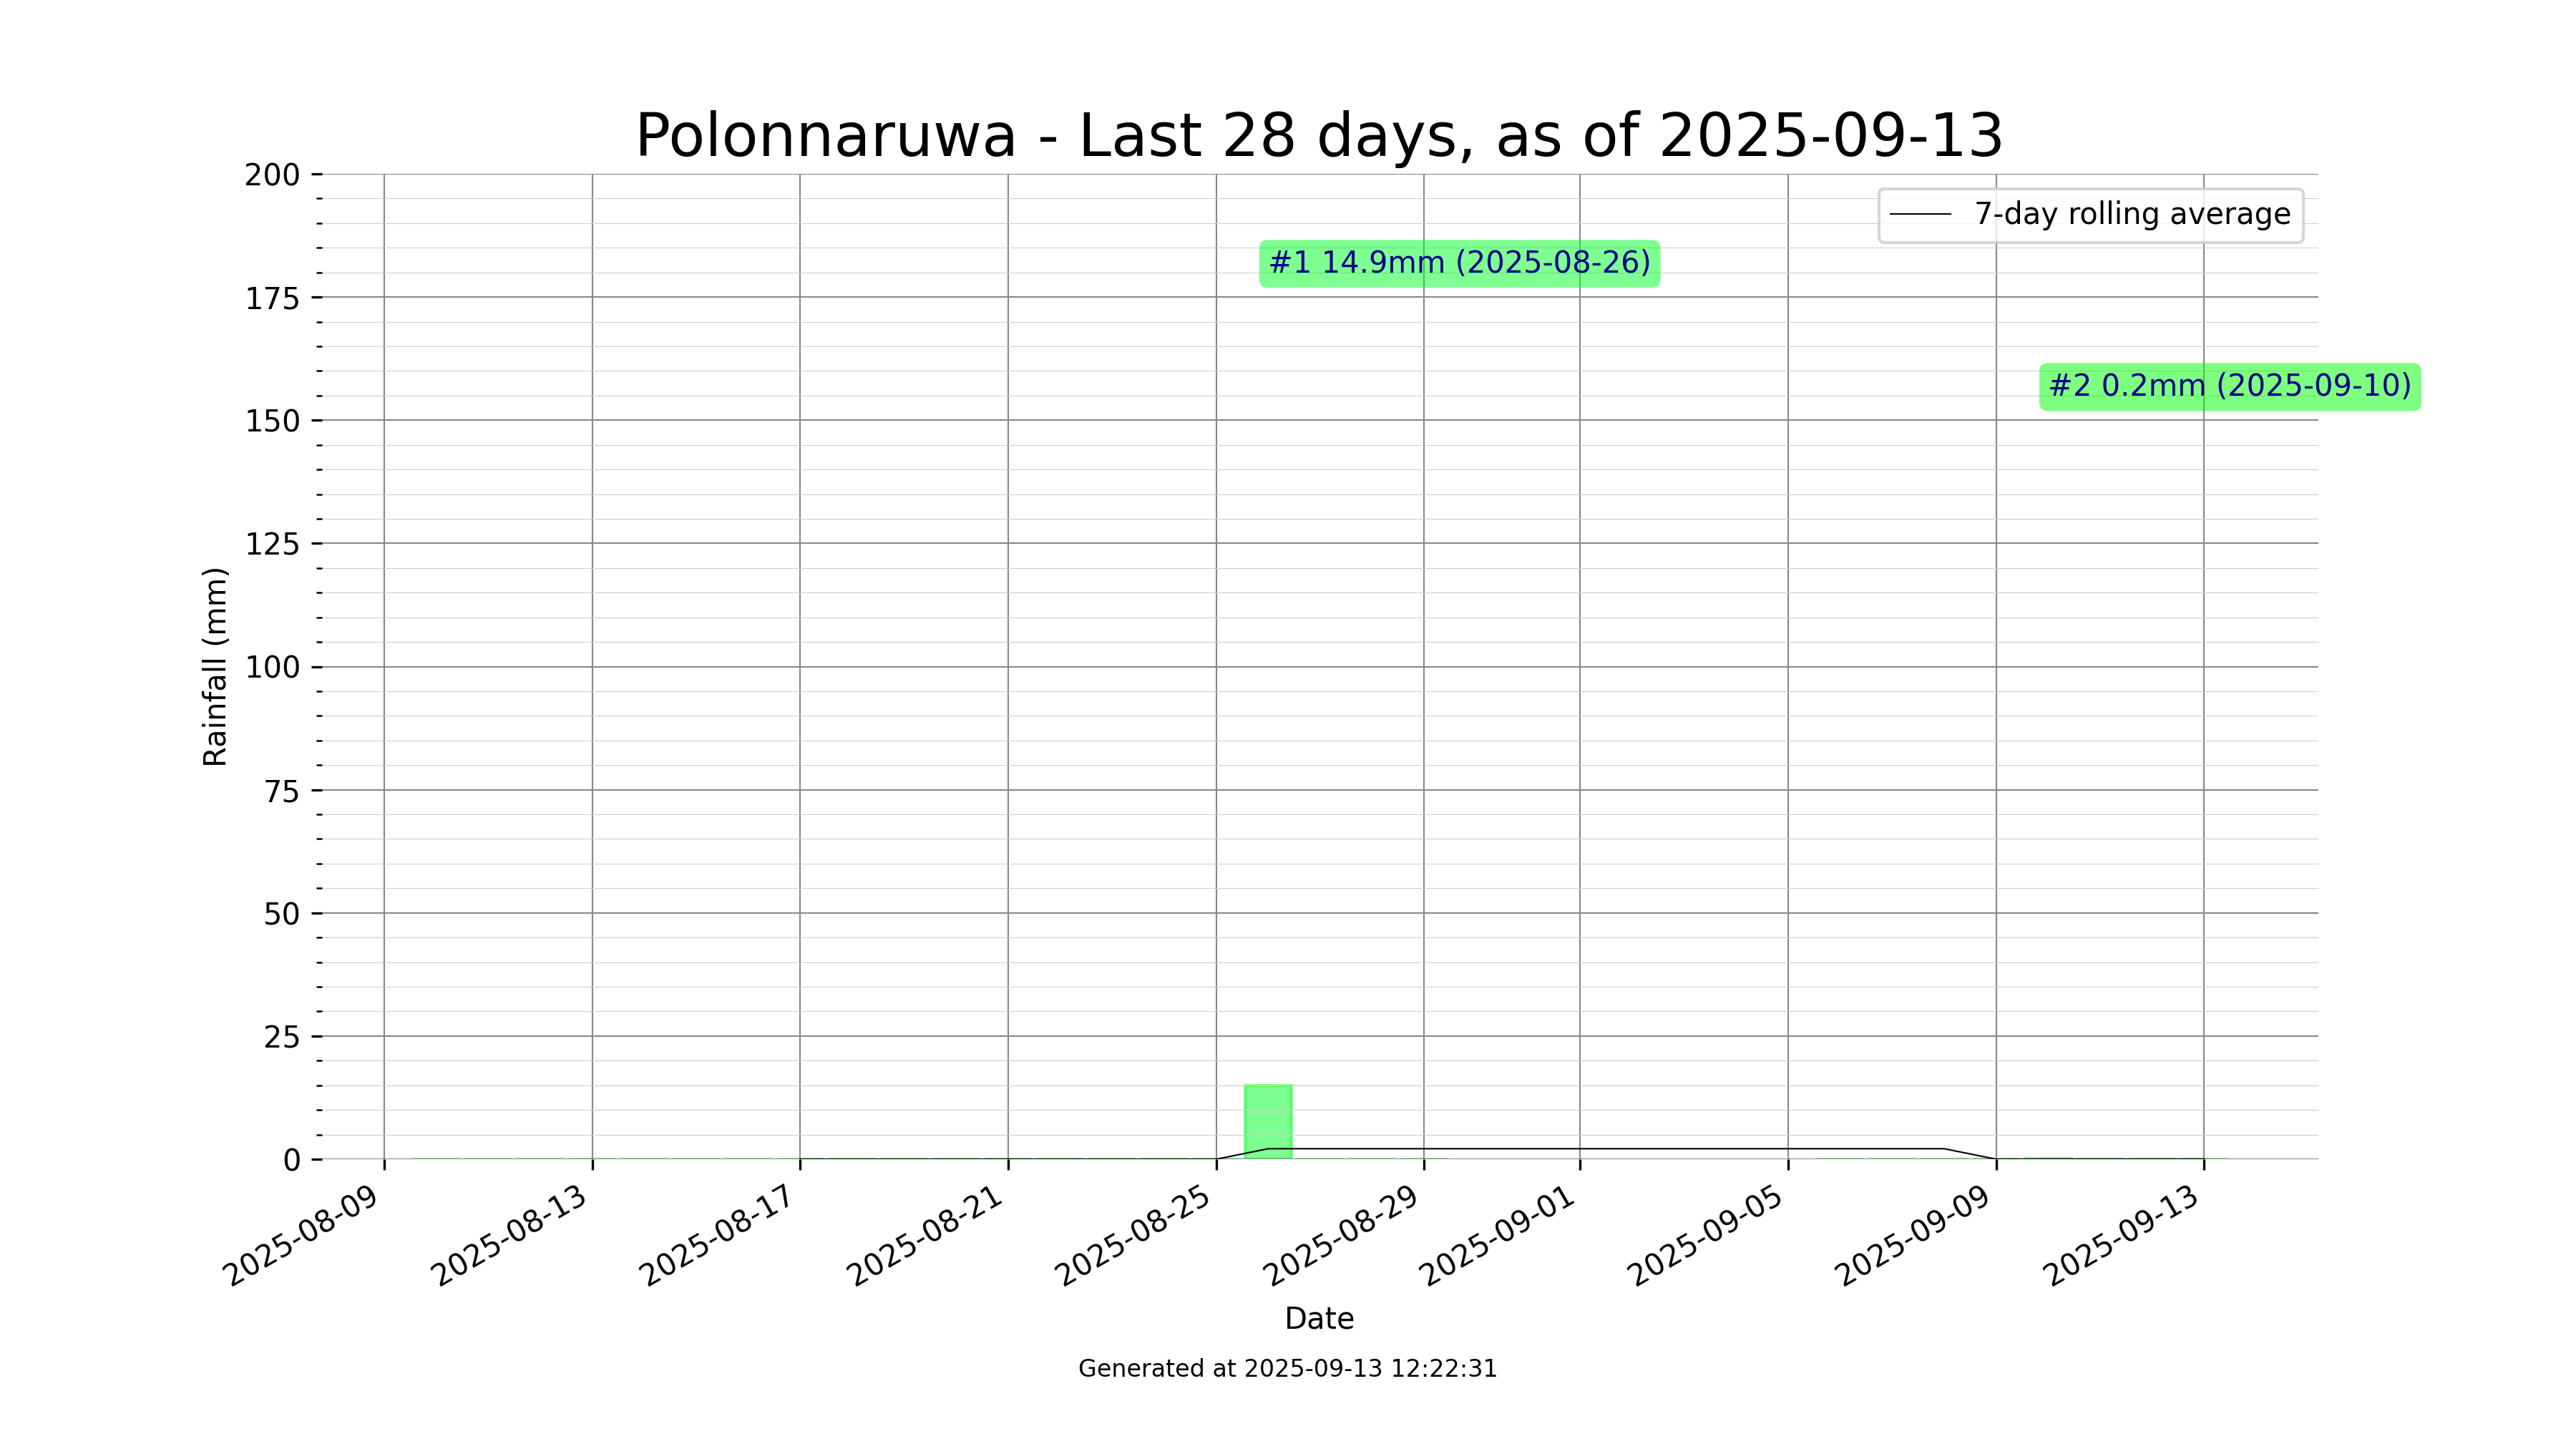 Polonnaruwa - Last 28 days, as of 2025-09-13
200
175
150
125
100
75
50
25
0
Rainfall (mm)
7-day rolling average
#1 14.9mm (2025-08-26)
#2 0.2mm (2025-09-10)
2025-08-09
2025-08-13
2025-08-17
2025-08-21
2025-08-25
2025-08-29
2025-09-01
2025-09-05
2025-09-09
2025-09-13
Date
Generated at 2025-09-13 12:22:31